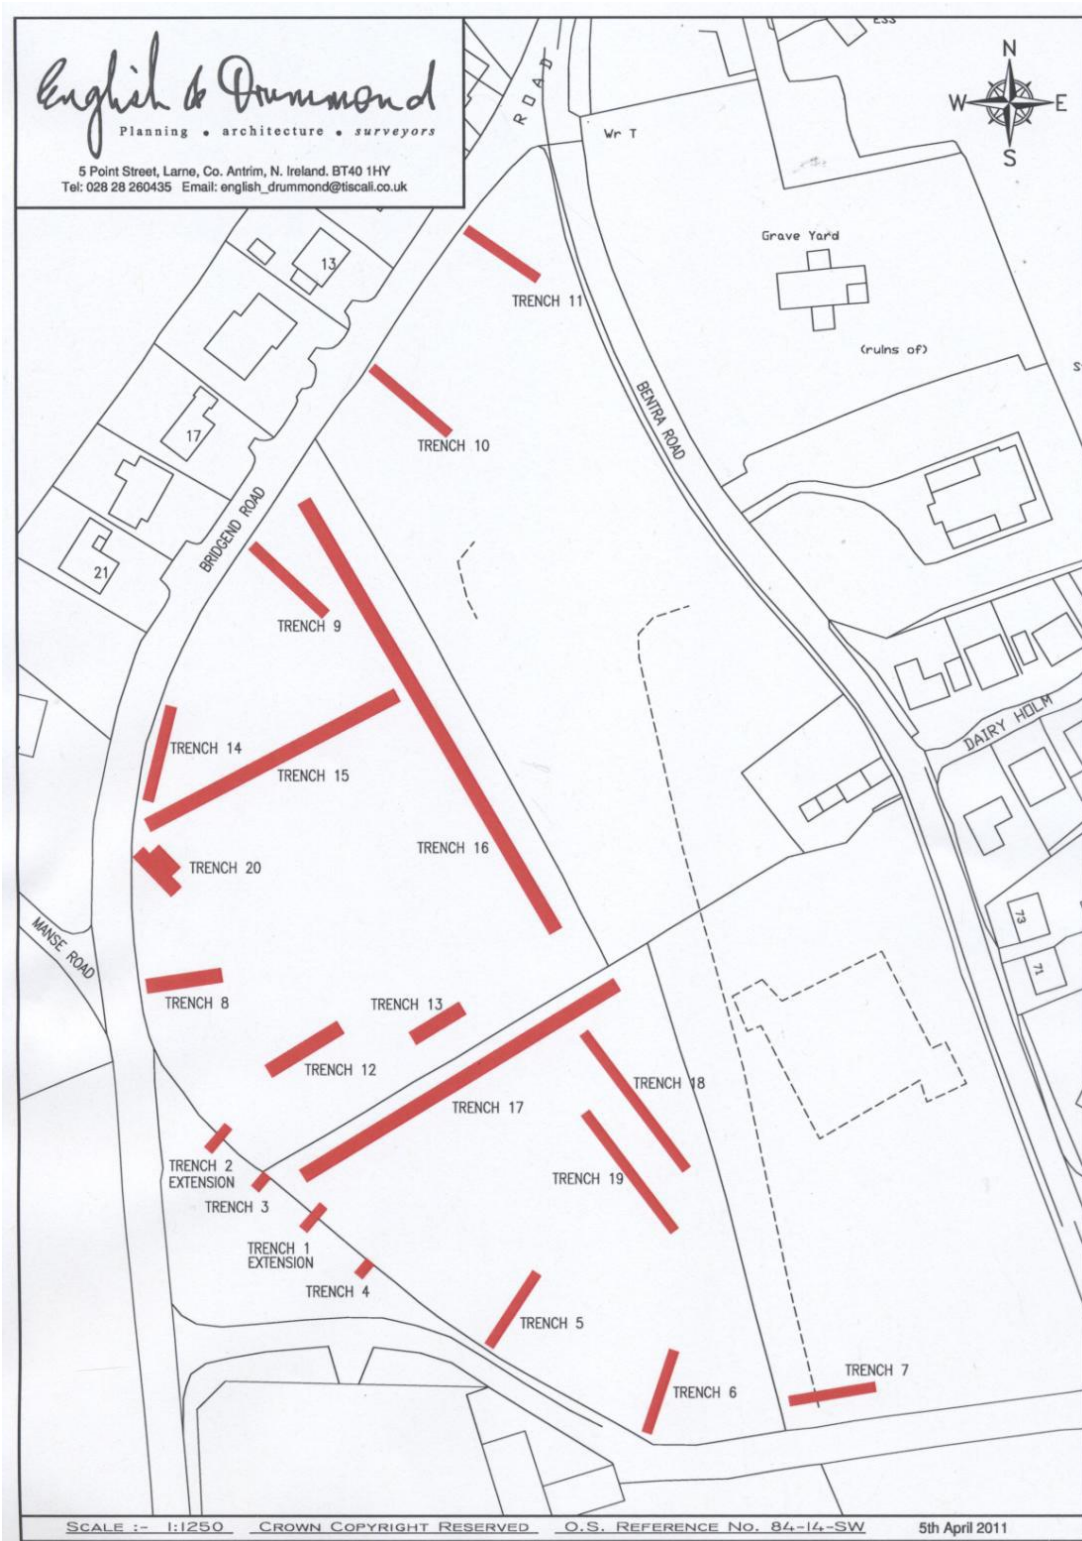 English & Drummond
Planning • architecture • surveyors
5 Point Street, Larne, Co. Antrim, N. Ireland. BT40 1HY
Tel: 028 28 260435 Email: english_drummond@tiscali.co.uk
ROAD
Wr T
ESS
N
W E
S
Grave Yard
(ruins of)
13
17
21
TRENCH 11
TRENCH 10
BENTRA ROAD
BRIDGEND ROAD
TRENCH 9
TRENCH 14
TRENCH 15
DAIRY HOLM
TRENCH 16
TRENCH 20
73
71
MANSE ROAD
TRENCH 8
TRENCH 13
TRENCH 12
TRENCH 18
TRENCH 17
TRENCH 2
EXTENSION
TRENCH 19
TRENCH 3
TRENCH 1
EXTENSION
TRENCH 4
TRENCH 5
TRENCH 7
TRENCH 6
SCALE :- 1:1250 CROWN COPYRIGHT RESERVED O.S. REFERENCE No. 84-14-SW 5th April 2011